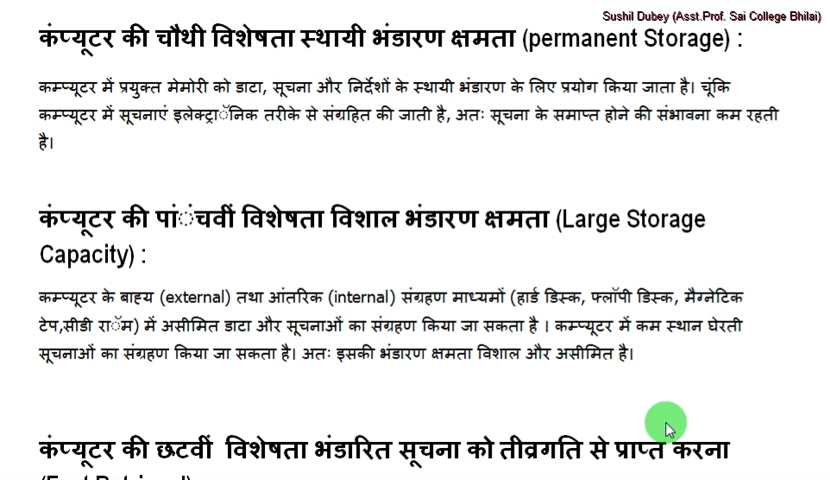 Sushil Dubey (Asst.Prof. Sai College Bhilai)
कंप्यूटर की चौथी विशेषता स्थायी भंडारण क्षमता (permanent Storage) :
कम्प्यूटर में प्रयुक्त मेमोरी को डाटा, सूचना और निर्देशों के स्थायी भंडारण के लिए प्रयोग किया जाता है। चूंकि
कम्प्यूटर में सूचनाएं इलेक्ट्राॅनिक तरीके से संग्रहित की जाती है, अतः सूचना के समाप्त होने की संभावना कम रहती
है।
कंप्यूटर की पांंचवीं विशेषता विशाल भंडारण क्षमता (Large Storage
Capacity) :
कम्प्यूटर के बाह्य (external) तथा आंतरिक (internal) संग्रहण माध्यमों (हार्ड डिस्क, फ्लॉपी डिस्क, मैग्नेटिक
टेप,सीडी राॅम) में असीमित डाटा और सूचनाओं का संग्रहण किया जा सकता है । कम्प्यूटर में कम स्थान घेरती
सूचनाओं का संग्रहण किया जा सकता है। अतः इसकी भंडारण क्षमता विशाल और असीमित है।
कंप्यूटर की छटवीं विशेषता भंडारित सूचना को तीव्रगति से प्राप्त करना
(Fast Retrieval)